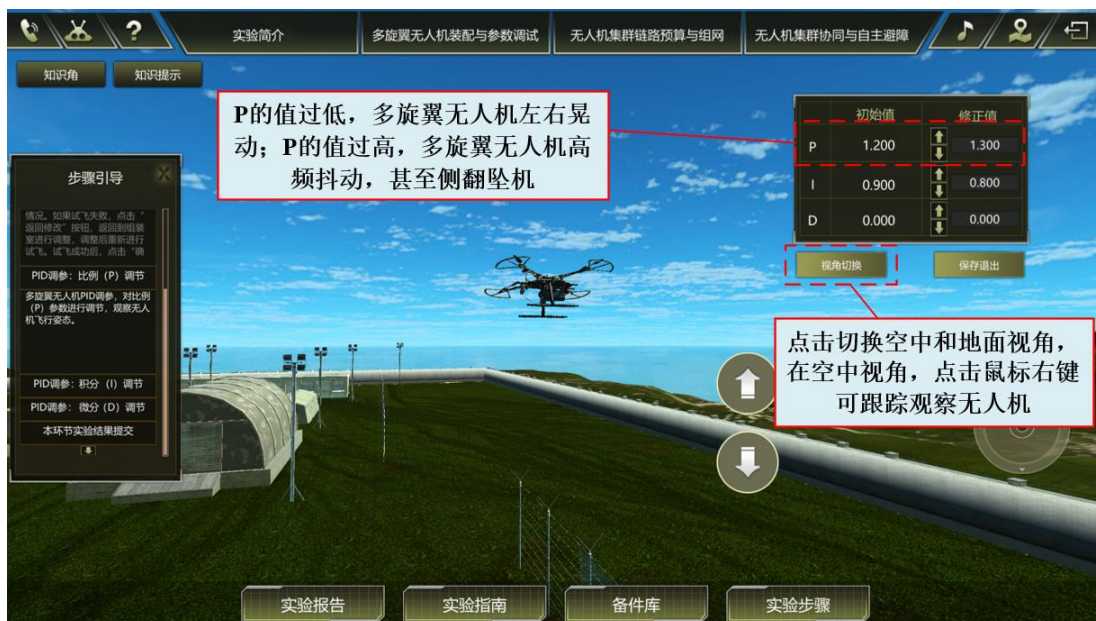 ?
实验简介
多旋翼无人机装配与参数调试
无人机集群链路预算与组网
无人机集群协同与自主避障
知识角
知识提示
P的值过低，多旋翼无人机左右晃
动；P的值过高，多旋翼无人机高
频抖动，甚至侧翻坠机
初始值 修正值
P 1.200 1.300
I 0.900 0.800
D 0.000 0.000
视角切换
保存退出
点击切换空中和地面视角，
在空中视角，点击鼠标右键
可跟踪观察无人机
步骤引导
情况。如果试飞失败，点击“
返回修改”按钮，返回到组装
室进行调整，调整后重新进行
试飞。试飞成功后，点击“确
PID调参：比例（P）调节
多旋翼无人机PID调参，对比例
（P）参数进行调节，观察无人
机飞行姿态。
PID调参：积分（I）调节
PID调参：微分（D）调节
本环节实验结果提交
实验报告
实验指南
备件库
实验步骤